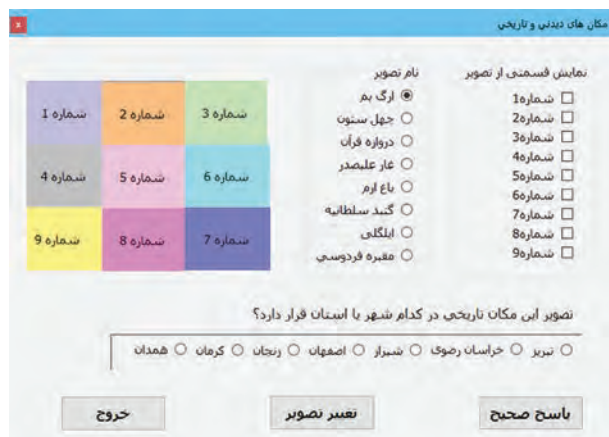 مکان های دیدنی و تاریخی
x
نمایش قسمتی از تصویر
شماره1
شماره2
شماره3
شماره4
شماره5
شماره6
شماره7
شماره8
شماره9
نام تصویر
ارگ بم
چهل ستون
دروازه قرآن
غار علیصدر
باغ ارم
گنبد سلطانیه
ایلگلی
مقبره فردوسی
شماره 3
شماره 2
شماره 1
شماره 6
شماره 5
شماره 4
شماره 7
شماره 8
شماره 9
تصویر این مکان تاریخی در کدام شهر یا استان قرار دارد؟
تبریز خراسان رضوی شیراز اصفهان زنجان کرمان همدان
پاسخ صحیح
تغییر تصویر
خروج